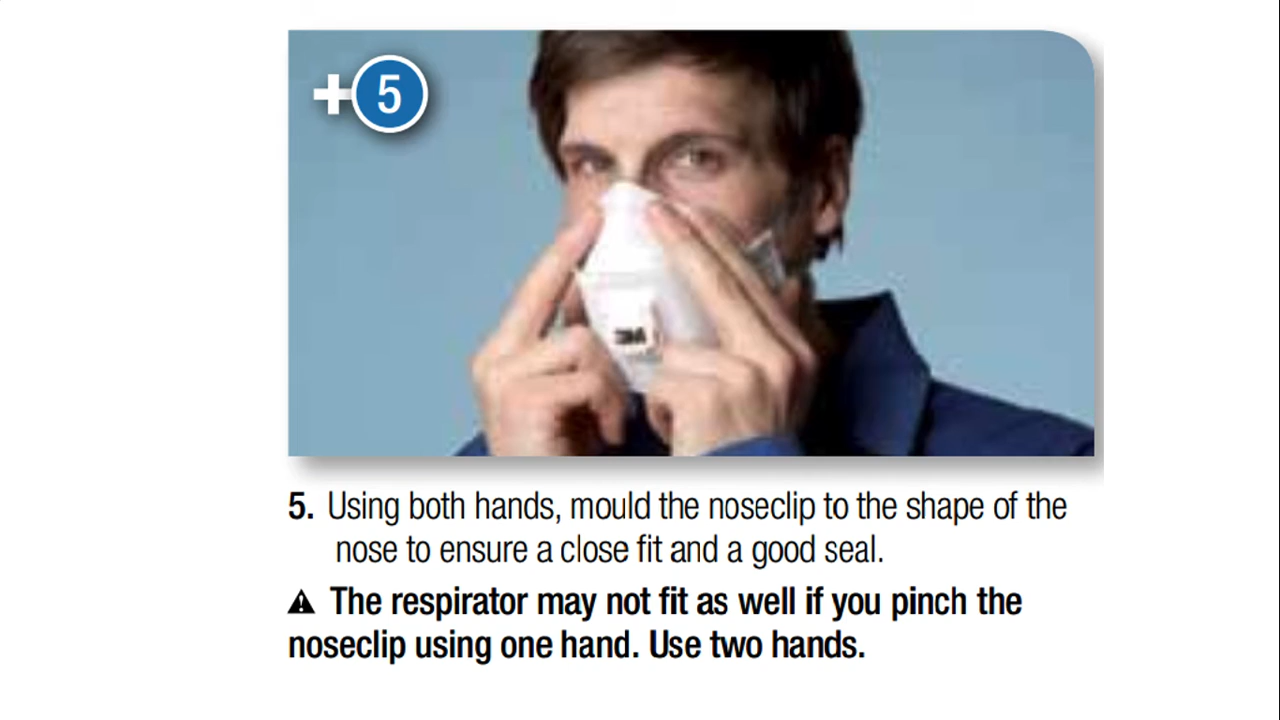 +5
3M
5. Using both hands, mould the noseclip to the shape of the
nose to ensure a close fit and a good seal.
⚠ The respirator may not fit as well if you pinch the
noseclip using one hand. Use two hands.